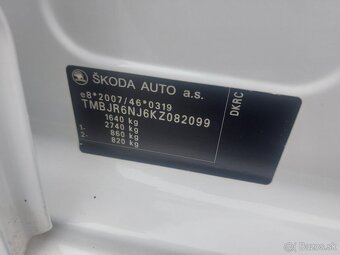 ŠKODA AUTO a.s.
e8*2007/46*0319
TMBJR6NJ6KZ082099
1640 kg
2740 kg
1. 860 kg
2. 820 kg
DKRC
bazos.sk